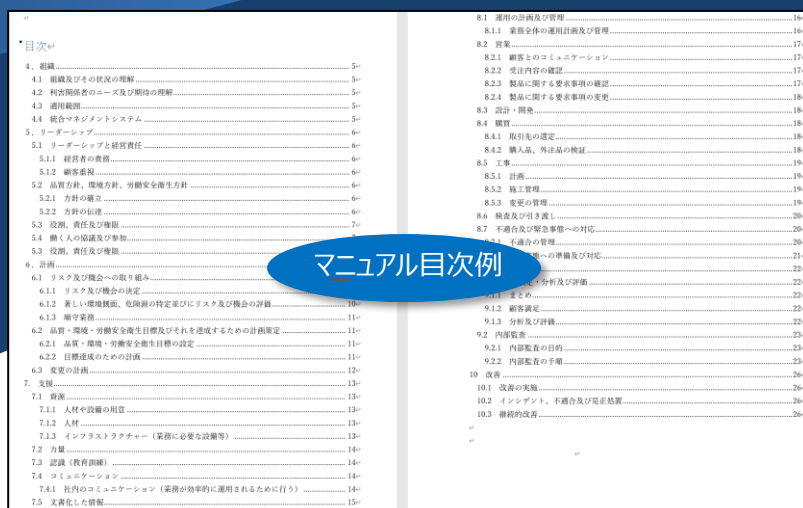 目次
4. 組織 5
4.1 組織及びその状況の理解 5
4.2 利害関係者のニーズ及び期待の理解 5
4.3 適用範囲 5
4.4 統合マネジメントシステム 5
5. リーダーシップ 6
5.1 リーダーシップと経営責任 6
5.1.1 経営者の責務 6
5.1.2 顧客重視 6
5.2 品質方針、環境方針、労働安全衛生方針 6
5.2.1 方針の確立 6
5.2.2 方針の伝達 6
5.3 役割、責任及び権限 7
5.4 働く人の協議及び参加
5.3 役割、責任及び権限
6. 計画
6.1 リスク及び機会への取り組み
6.1.1 リスク及び機会の決定
6.1.2 著しい環境側面、危険源の特定並びにリスク及び機会の評価 10
6.1.3 順守業務 11
6.2 品質・環境・労働安全衛生目標及びそれを達成するための計画策定 11
6.2.1 品質・環境・労働安全衛生目標の設定 11
6.2.2 目標達成のための計画 11
6.3 変更の計画 12
7. 支援 13
7.1 資源 13
7.1.1 人材や設備の用意 13
7.1.2 人材 13
7.1.3 インフラストラクチャー（業務に必要な設備等） 13
7.2 力量 14
7.3 認識（教育訓練） 14
7.4 コミュニケーション 14
7.4.1 社内のコミュニケーション（業務が効率的に運用されるために行う） 14
7.5 文書化した情報 15
8.1 運用の計画及び管理 16
8.1.1 業務全体の運用計画及び管理 16
8.2 営業 17
8.2.1 顧客とのコミュニケーション 17
8.2.2 受注内容の確認 17
8.2.3 製品に関する要求事項の確認 17
8.2.4 製品に関する要求事項の変更 18
8.3 設計・開発 18
8.4 購買 18
8.4.1 取引先の選定 18
8.4.2 購入品、外注品の検証 18
8.5 工事 19
8.5.1 計画 19
8.5.2 施工管理 19
8.5.3 変更の管理 19
8.6 検査及び引き渡し 20
8.7 不適合及び緊急事態への対応 20
不適合の管理 20
への準備及び対応 21
22
・分析及び評価 22
まとめ 22
9.1.2 顧客満足 22
9.1.3 分析及び評価 22
9.2 内部監査 23
9.2.1 内部監査の目的 23
9.2.2 内部監査の手順 23
10 改善 26
10.1 改善の実施 26
10.2 インシデント、不適合及び是正処置 26
10.3 継続的改善 26
マニュアル目次例